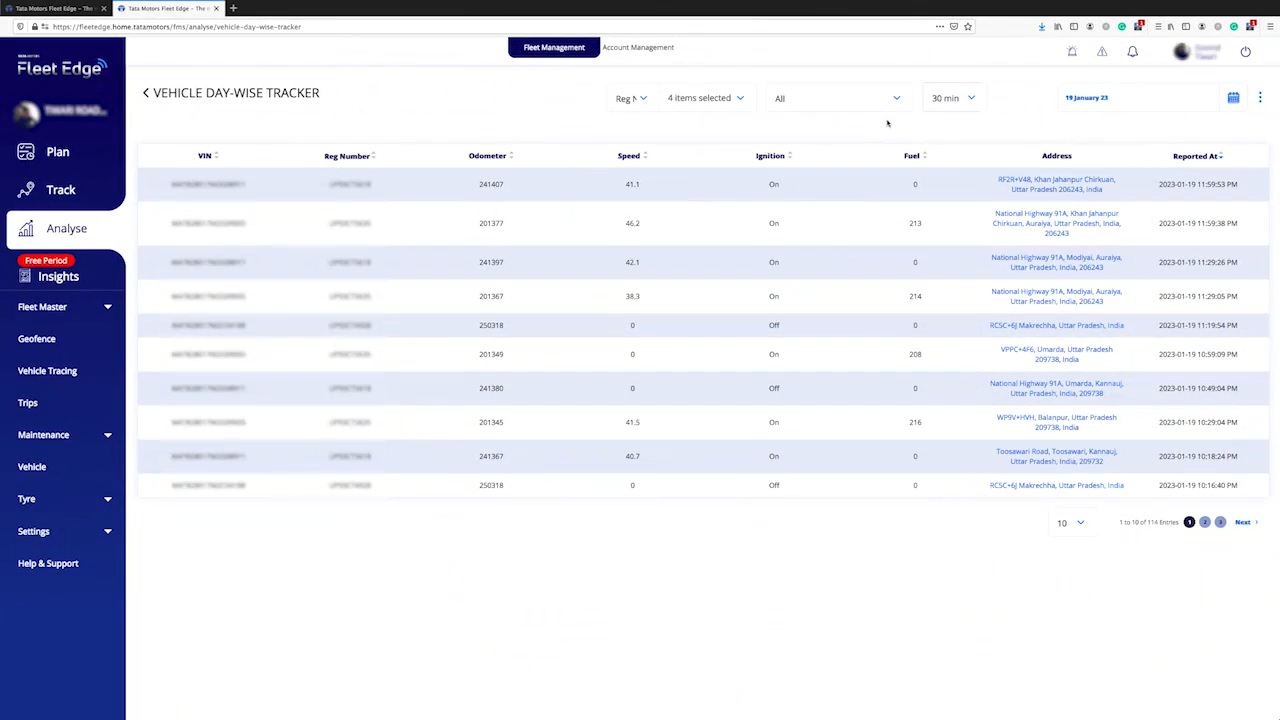 Tata Motors Fleet Edge – The
Tata Motors Fleet Edge – The
https://fleetedge.home.tatamotors/fms/analyse/vehicle-day-wise-tracker
Fleet Management
Account Management
Fleet Edge
Plan
Track
Analyse
Free Period
Insights
Fleet Master
Geofence
Vehicle Tracing
Trips
Maintenance
Vehicle
Tyre
Settings
Help & Support
VEHICLE DAY-WISE TRACKER
Reg N
4 items selected
All
30 min
19 January 23
VIN Reg Number Odometer Speed Ignition Fuel Address Reported At
241407 41.1 On 0 RF2R+V48, Khan Jahanpur Chirkuan, 2023-01-19 11:59:53 PM
Uttar Pradesh 206243, India
201377 46.2 On 213 National Highway 91A, Khan Jahanpur 2023-01-19 11:59:38 PM
Chirkuan, Auraiya, Uttar Pradesh, India,
206243
241397 42.1 On 0 National Highway 91A, Modiyai, Auraiya, 2023-01-19 11:29:26 PM
Uttar Pradesh, India, 206243
201367 38.3 On 214 National Highway 91A, Modiyai, Auraiya, 2023-01-19 11:29:05 PM
Uttar Pradesh, India, 206243
250318 0 Off 0 RC5C+6J Makrechha, Uttar Pradesh, India 2023-01-19 11:19:54 PM
201349 0 On 208 VPPC+4F6, Umarda, Uttar Pradesh 2023-01-19 10:59:09 PM
209738, India
241380 0 Off 0 National Highway 91A, Umarda, Kannauj, 2023-01-19 10:49:04 PM
Uttar Pradesh, India, 209738
201345 41.5 On 216 WP9V+HVH, Balanpur, Uttar Pradesh 2023-01-19 10:29:04 PM
209738, India
241367 40.7 On 0 Toosawari Road, Toosawari, Kannauj, 2023-01-19 10:18:24 PM
Uttar Pradesh, India, 209732
250318 0 Off 0 RC5C+6J Makrechha, Uttar Pradesh, India 2023-01-19 10:16:40 PM
10
1 to 10 of 114 Entries 1 2 3 Next